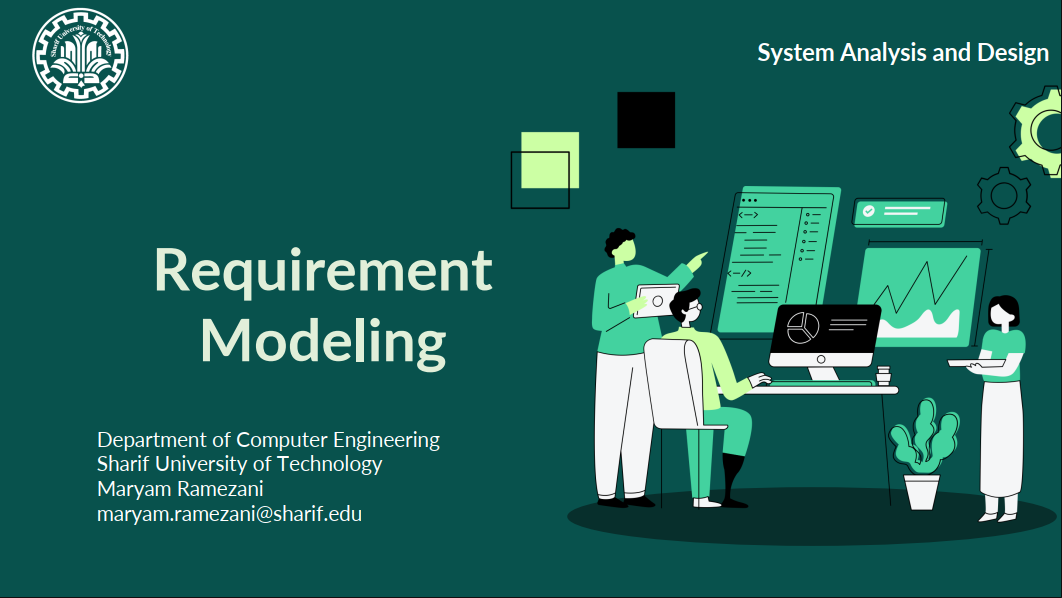 Sharif University of Technology
System Analysis and Design
Requirement
Modeling
Department of Computer Engineering
Sharif University of Technology
Maryam Ramezani
maryam.ramezani@sharif.edu